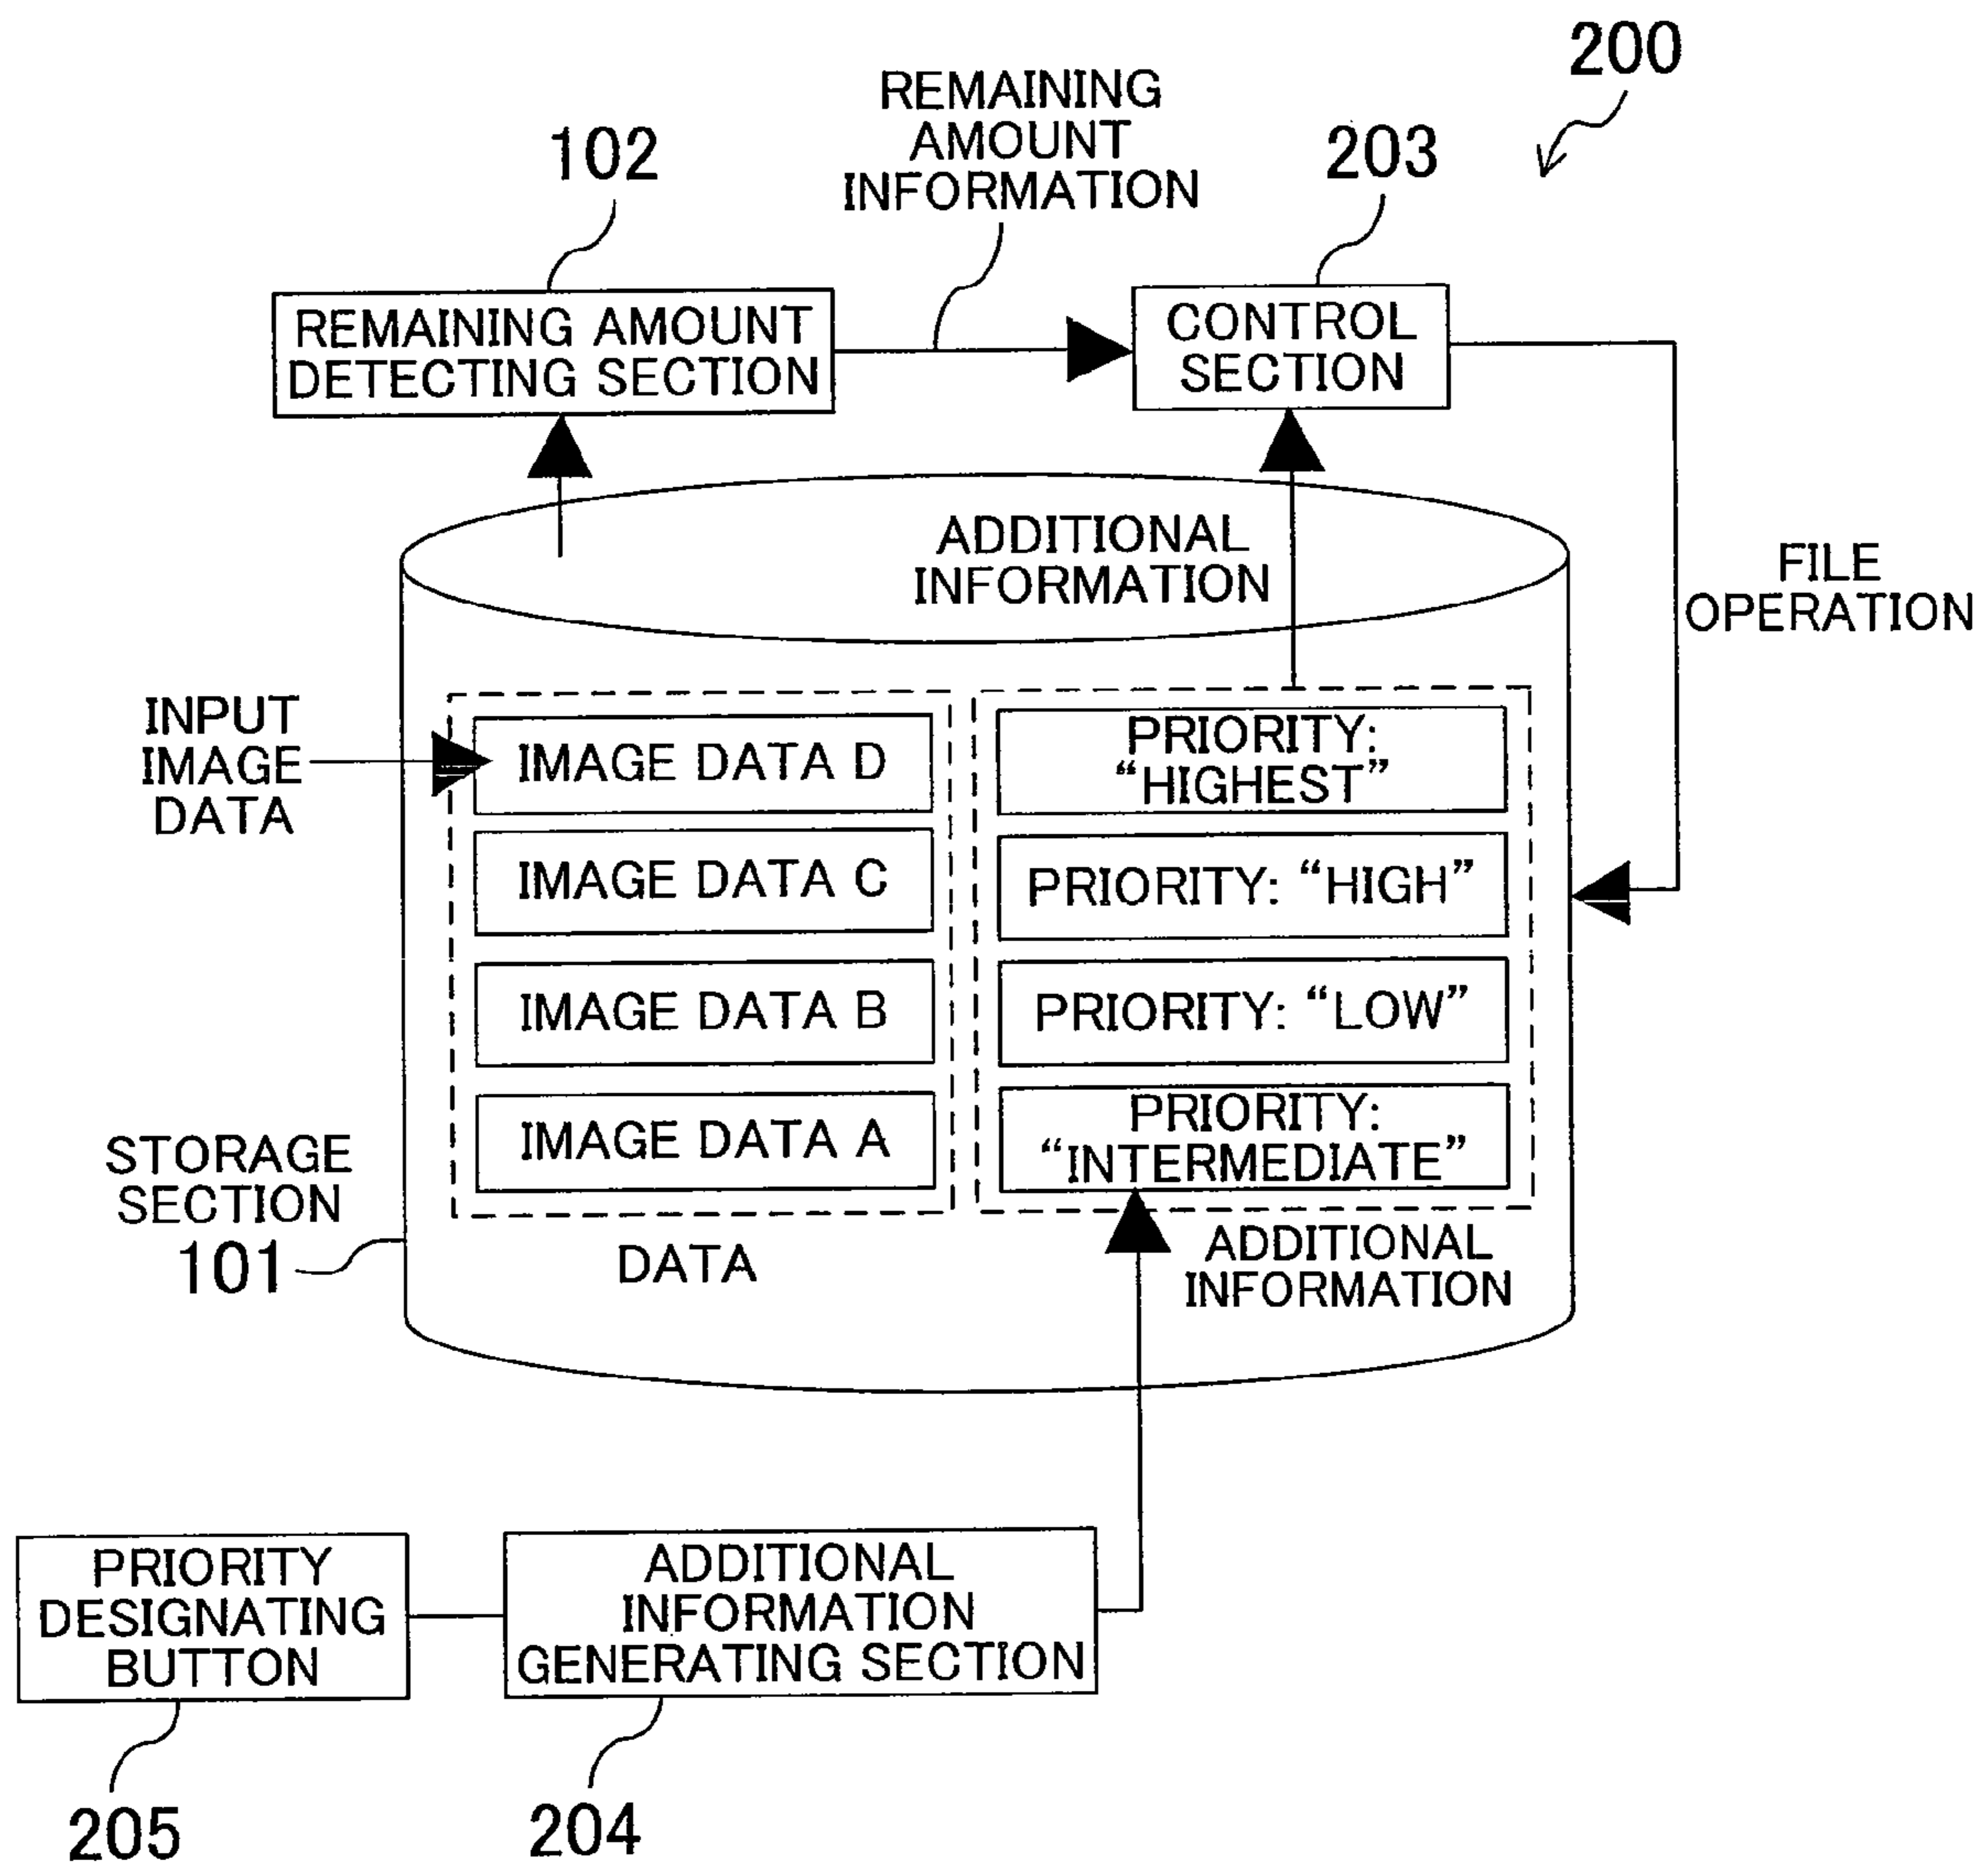 200
REMAINING
AMOUNT
INFORMATION
102
203
REMAINING AMOUNT
DETECTING SECTION
CONTROL
SECTION
ADDITIONAL
INFORMATION
FILE
OPERATION
INPUT
IMAGE
DATA
IMAGE DATA D
PRIORITY:
“HIGHEST”
IMAGE DATA C
PRIORITY: “HIGH”
IMAGE DATA B
PRIORITY: “LOW”
IMAGE DATA A
PRIORITY:
“INTERMEDIATE”
STORAGE
SECTION
101
DATA
ADDITIONAL
INFORMATION
PRIORITY
DESIGNATING
BUTTON
ADDITIONAL
INFORMATION
GENERATING SECTION
205
204